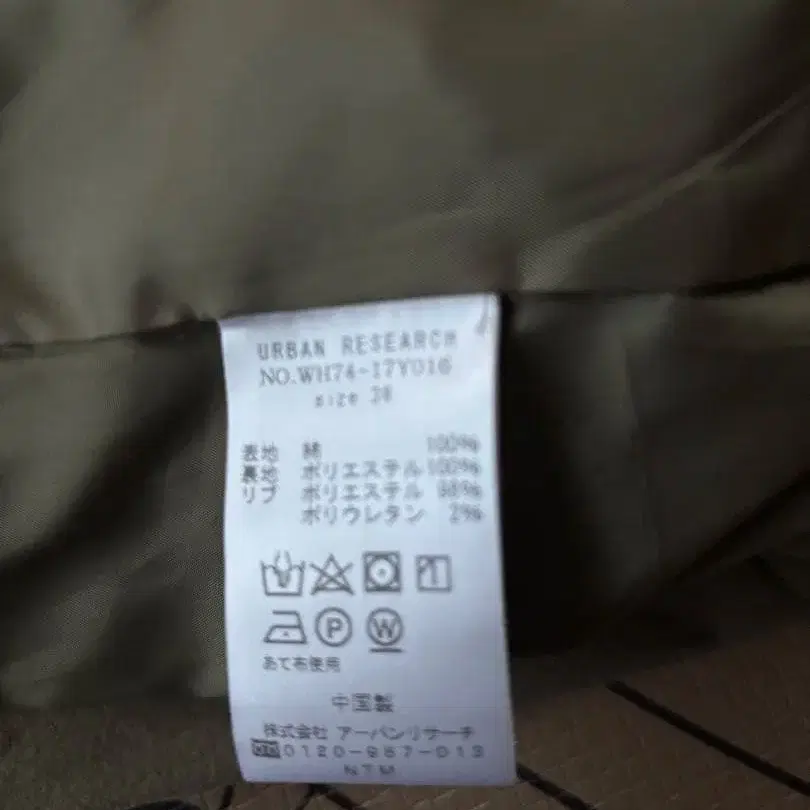 URBAN RESEARCH
NO.WH74-17Y016
size 38
表地 綿 100%
裏地 ポリエステル 100%
リブ ポリエステル 98%
ポリウレタン 2%
P W
あて布使用
中国製
株式会社 アーバンリサーチ
0120-987-013
NTM